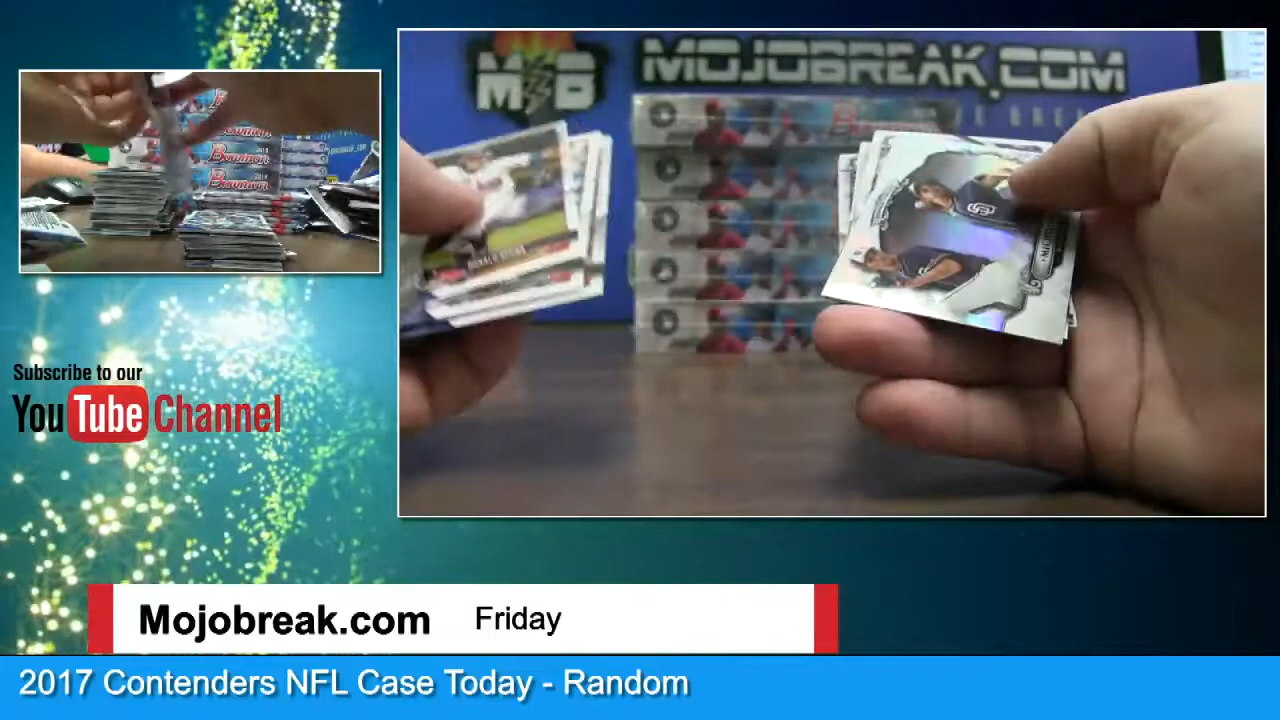 MB
MOJOBREAK.COM
Bowman
Bowman
Bowman
Subscribe to our
YouTube Channel
Mojobreak.com Friday
2017 Contenders NFL Case Today - Random